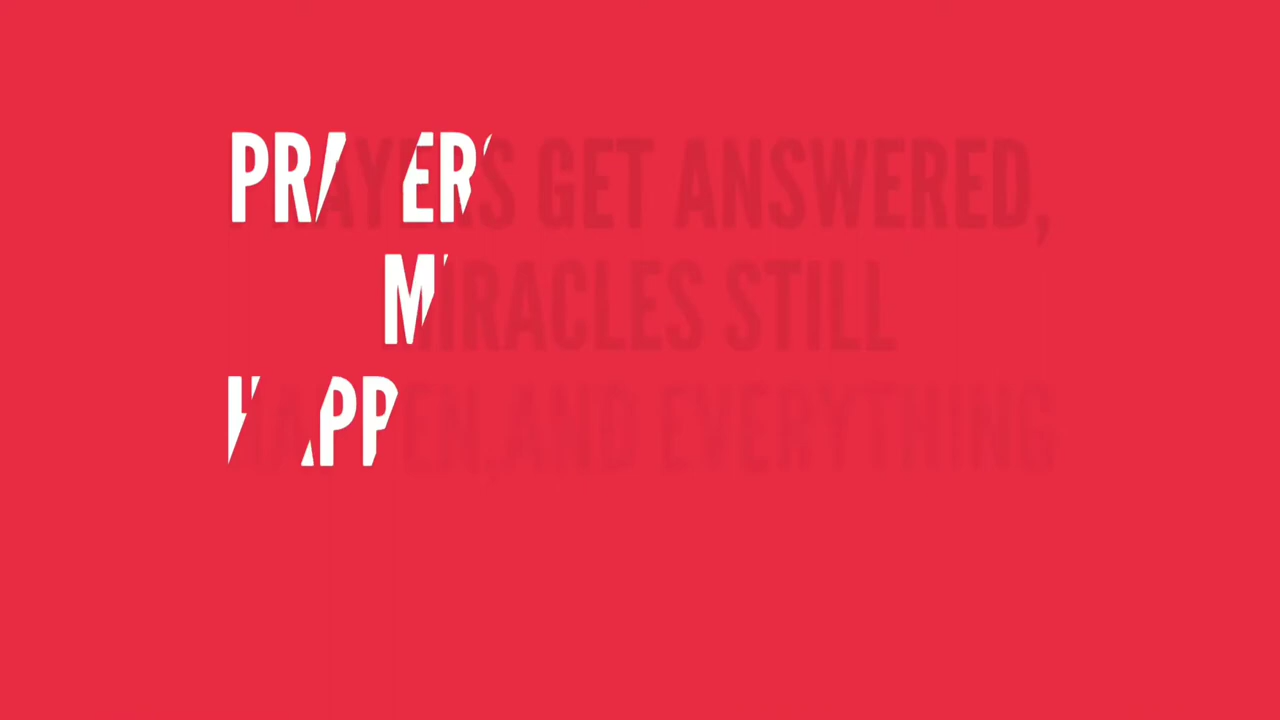 PRAYERS GET ANSWERED,
MIRACLES STILL
HAPPEN AND EVERYTHING